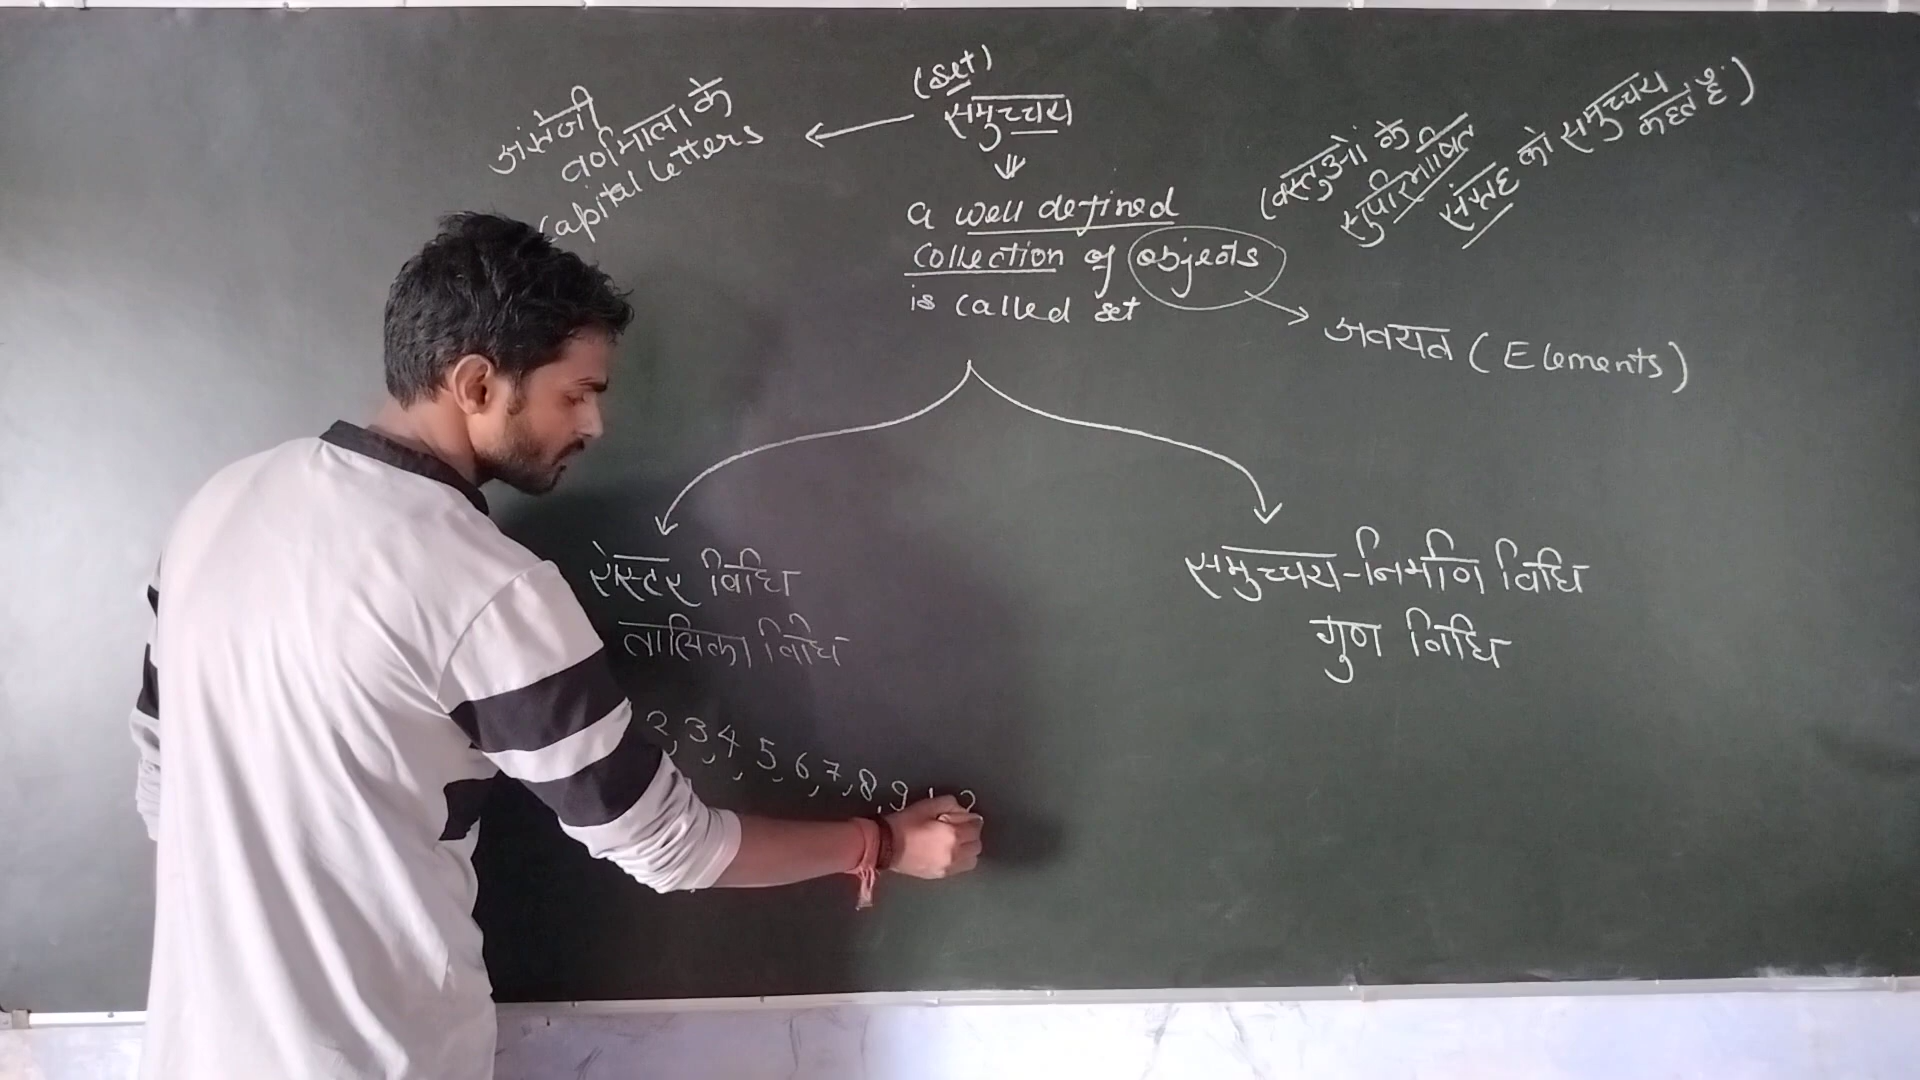 (set)
समुच्चय
अंग्रेजी
वर्णमाला के
Capital Letters
a well defined
collection of objects
is called set
(वस्तुओं के
सुपरिभाषित
संग्रह को समुच्चय
कहते हैं)
अवयव (Elements)
रोस्टर विधि
तालिका विधि
2, 3, 4, 5, 6, 7, 8, 9
समुच्चय-निर्माण विधि
गुण विधि